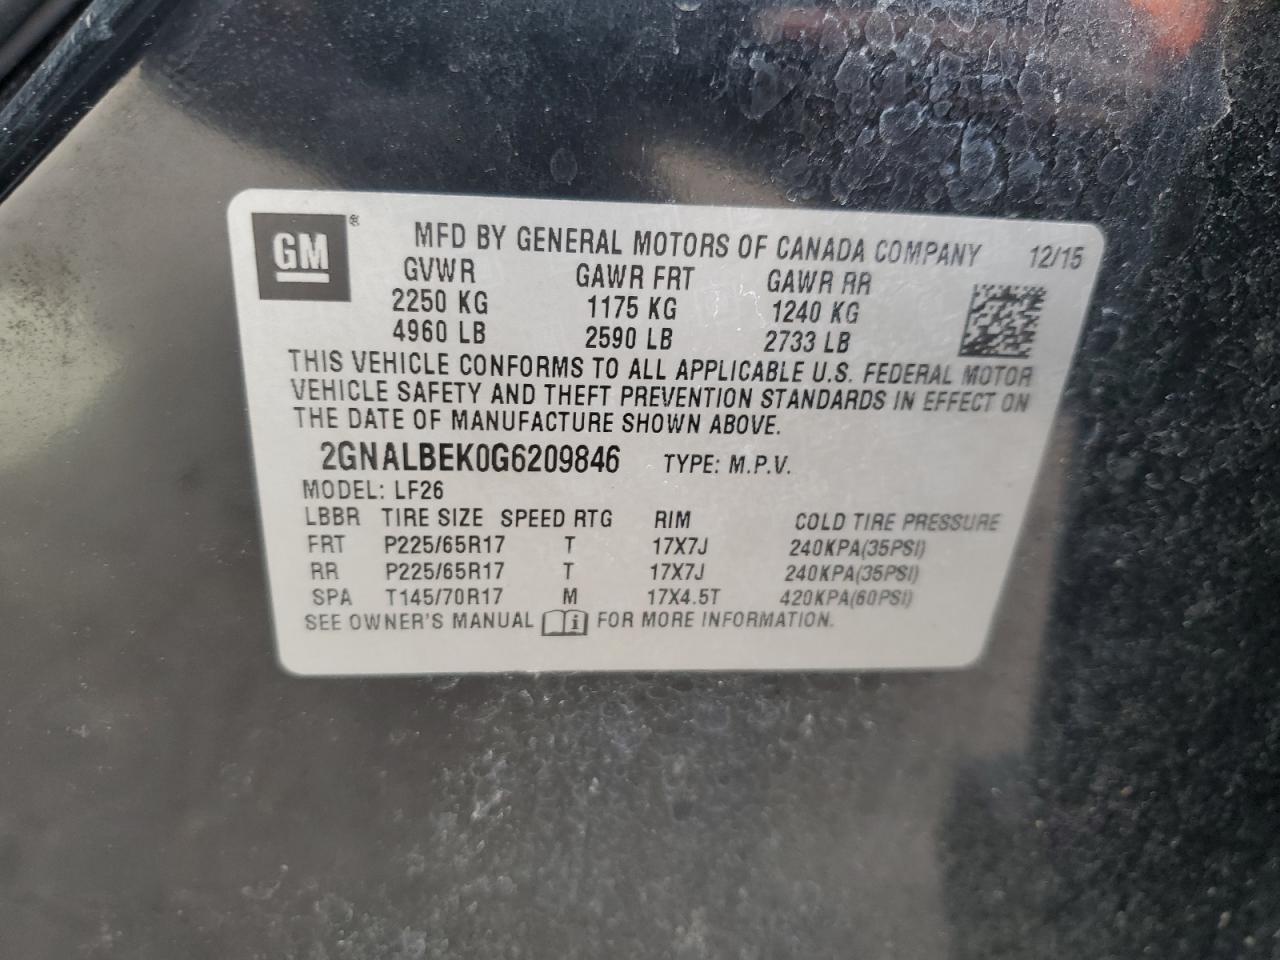 GM ® MFD BY GENERAL MOTORS OF CANADA COMPANY 12/15
GVWR GAWR FRT GAWR RR
2250 KG 1175 KG 1240 KG
4960 LB 2590 LB 2733 LB
THIS VEHICLE CONFORMS TO ALL APPLICABLE U.S. FEDERAL MOTOR
VEHICLE SAFETY AND THEFT PREVENTION STANDARDS IN EFFECT ON
THE DATE OF MANUFACTURE SHOWN ABOVE.
2GNALBEK0G6209846 TYPE: M.P.V.
MODEL: LF26
LBBR TIRE SIZE SPEED RTG RIM COLD TIRE PRESSURE
FRT P225/65R17 T 17X7J 240KPA(35PSI)
RR P225/65R17 T 17X7J 240KPA(35PSI)
SPA T145/70R17 M 17X4.5T 420KPA(60PSI)
SEE OWNER'S MANUAL i FOR MORE INFORMATION.